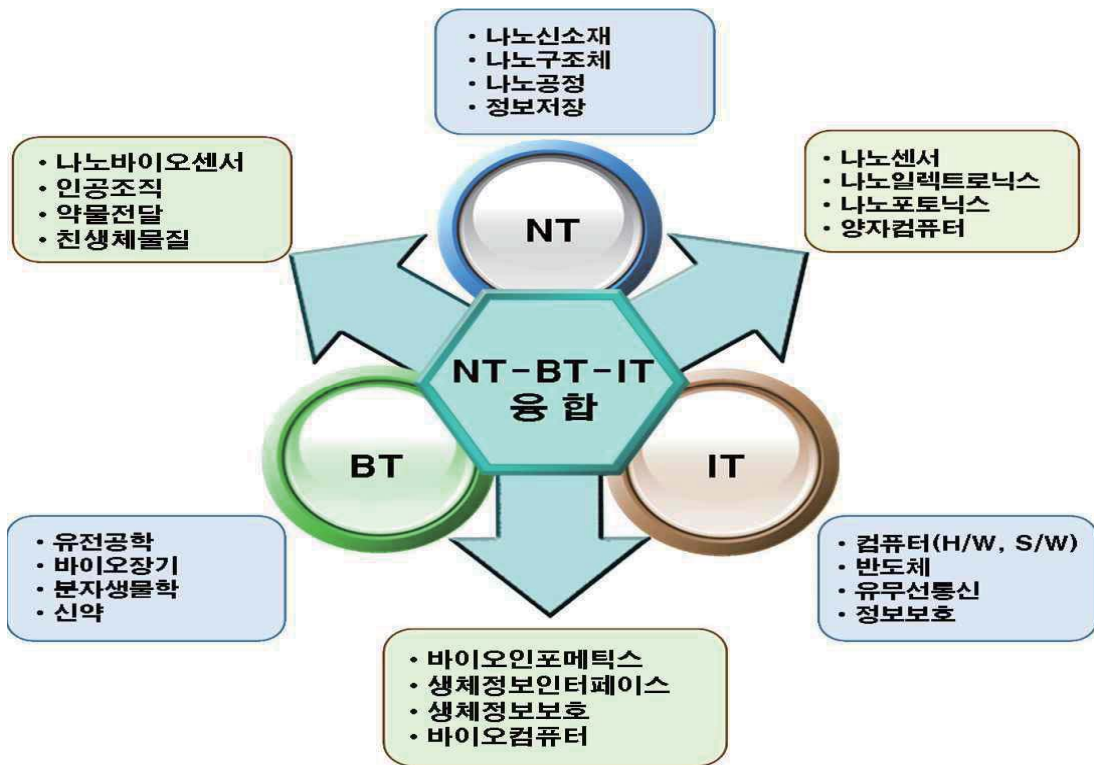 • 나노신소재
• 나노구조체
• 나노공정
• 정보저장
• 나노바이오센서
• 인공조직
• 약물전달
• 친생체물질
• 나노센서
• 나노일렉트로닉스
• 나노포토닉스
• 양자컴퓨터
NT
NT-BT-IT
융 합
BT
IT
• 유전공학
• 바이오장기
• 분자생물학
• 신약
• 컴퓨터(H/W, S/W)
• 반도체
• 유무선통신
• 정보보호
• 바이오인포메틱스
• 생체정보인터페이스
• 생체정보보호
• 바이오컴퓨터